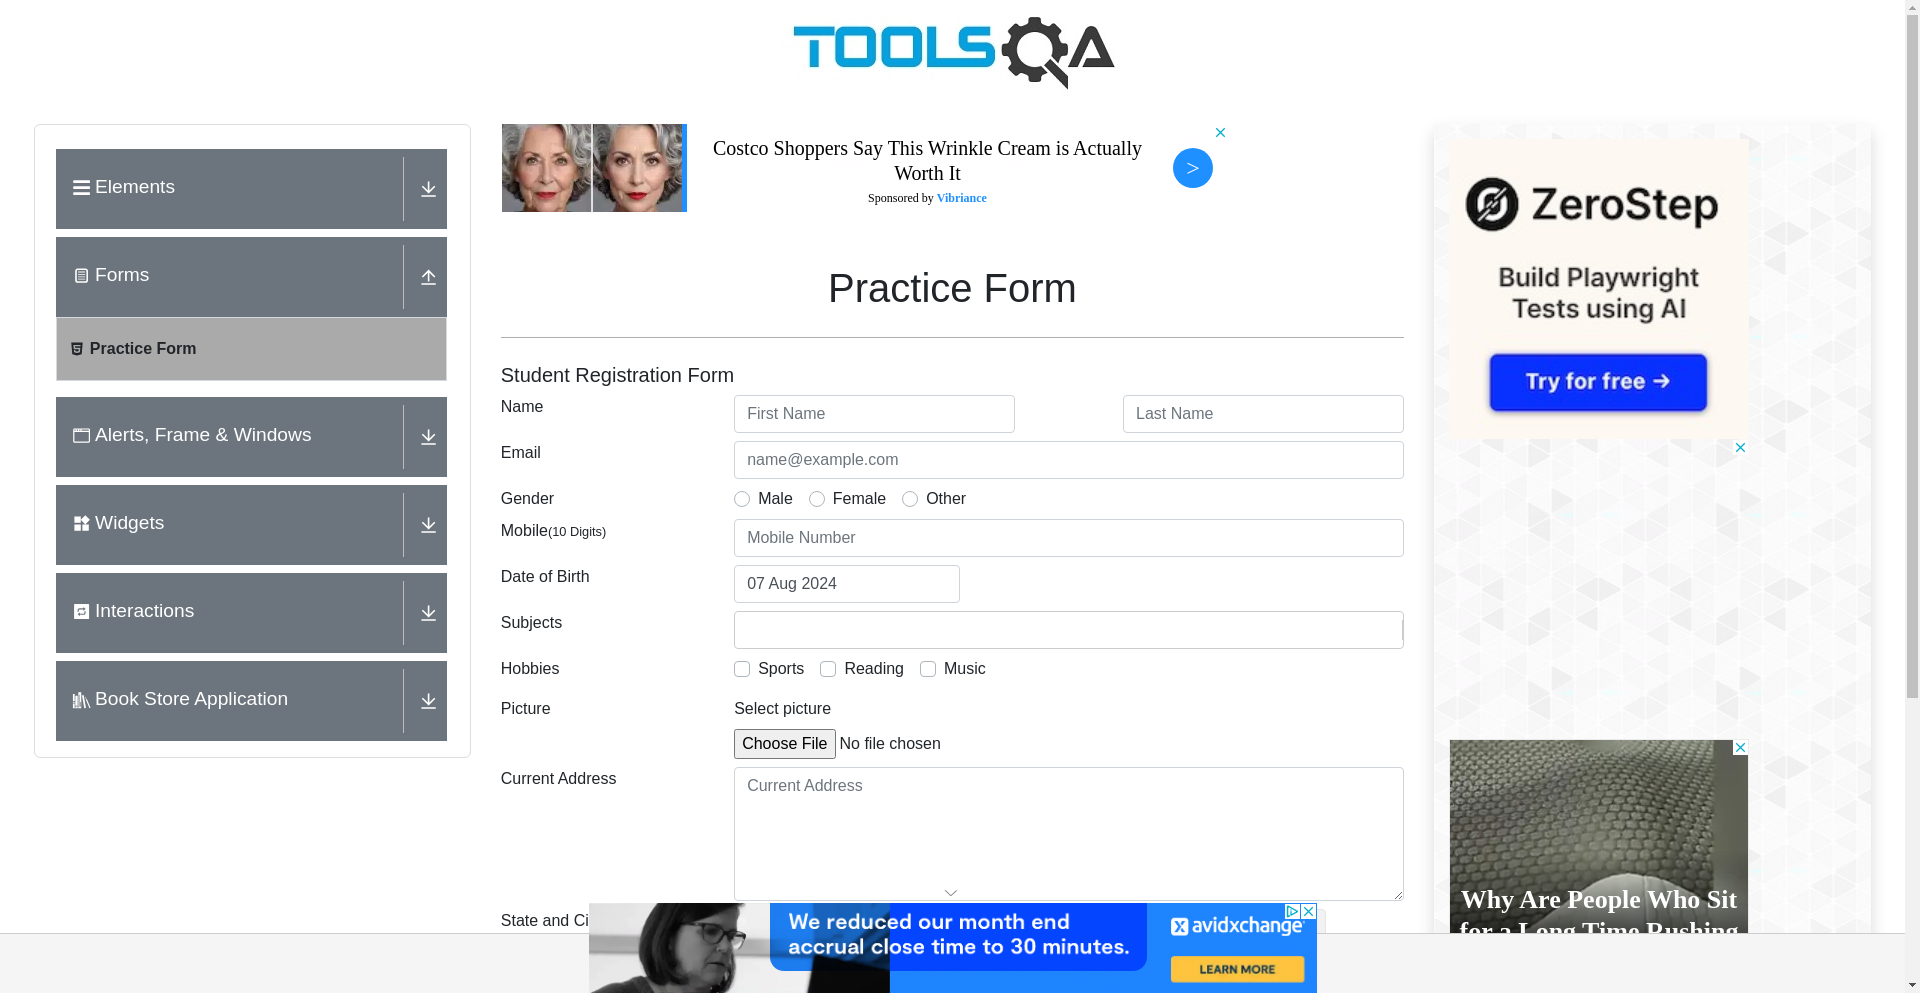 TOOLSQA
Elements
Forms
Practice Form
Alerts, Frame & Windows
Widgets
Interactions
Book Store Application
Costco Shoppers Say This Wrinkle Cream is Actually
Worth It
Sponsored by Vibriance
>
Practice Form
Student Registration Form
Name
First Name
Last Name
Email
name@example.com
Gender
Male
Female
Other
Mobile(10 Digits)
Mobile Number
Date of Birth
07 Aug 2024
Subjects
Hobbies
Sports
Reading
Music
Picture
Select picture
Choose File No file chosen
Current Address
Current Address
State and Ci
We reduced our month end
accrual close time to 30 minutes.
avidxchange
LEARN MORE
ZeroStep
Build Playwright
Tests using AI
Try for free →
Why Are People Who Sit
for a Long Time Rushing